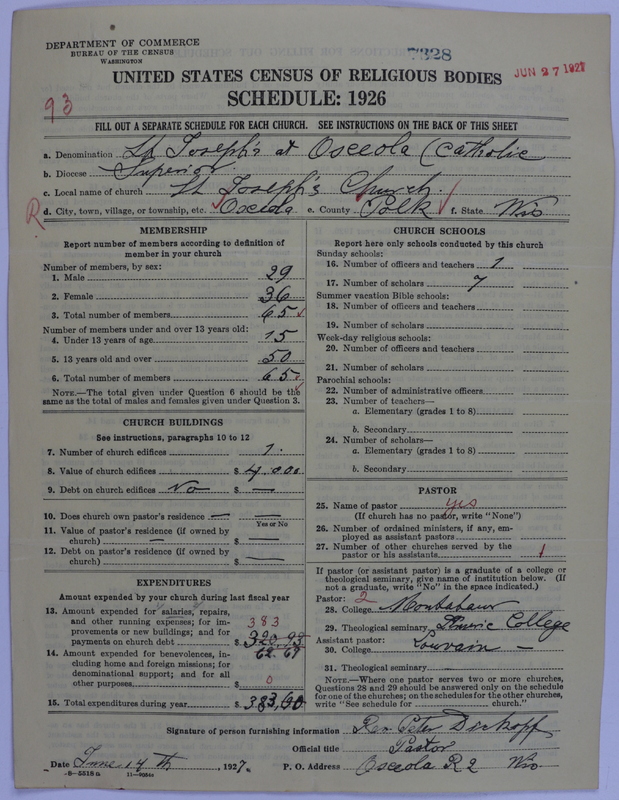 DEPARTMENT OF COMMERCE
BUREAU OF THE CENSUS
WASHINGTON
7328
JUN 27 1927
UNITED STATES CENSUS OF RELIGIOUS BODIES
SCHEDULE: 1926
93
FILL OUT A SEPARATE SCHEDULE FOR EACH CHURCH. SEE INSTRUCTIONS ON THE BACK OF THIS SHEET
a. Denomination St Joseph's at Osceola (Catholic
b. Diocese Superior
c. Local name of church St Joseph's Church
R d. City, town, village, or township, etc. Osceola e. County Polk f. State Wis
MEMBERSHIP
Report number of members according to definition of member in your church
Number of members, by sex:
1. Male 29
2. Female 36
3. Total number of members 65
Number of members under and over 13 years old:
4. Under 13 years of age 15
5. 13 years old and over 50
6. Total number of members 65
NOTE.—The total given under Question 6 should be the same as the total of males and females given under Question 3.
CHURCH BUILDINGS
See instructions, paragraphs 10 to 12
7. Number of church edifices 1.
8. Value of church edifices $ 4000
9. Debt on church edifices No $ —
10. Does church own pastor's residence — —
Yes or No
11. Value of pastor's residence (if owned by church) — $ —
12. Debt on pastor's residence (if owned by church) $ —
EXPENDITURES
Amount expended by your church during last fiscal year
13. Amount expended for salaries, repairs, and other running expenses; for improvements or new buildings; and for payments on church debt 383 $
14. Amount expended for benevolences, including home and foreign missions; for denominational support; and for all other purposes 0 $
15. Total expenditures during year $ 383,60
CHURCH SCHOOLS
Report here only schools conducted by this church
Sunday schools:
16. Number of officers and teachers 1
17. Number of scholars 7
Summer vacation Bible schools:
18. Number of officers and teachers
19. Number of scholars
Week-day religious schools:
20. Number of officers and teachers
21. Number of scholars
Parochial schools:
22. Number of administrative officers
23. Number of teachers—
a. Elementary (grades 1 to 8)
b. Secondary
24. Number of scholars—
a. Elementary (grades 1 to 8)
b. Secondary
PASTOR
25. Name of pastor yes
(If church has no pastor, write "None")
26. Number of ordained ministers, if any, employed as assistant pastors
27. Number of other churches served by the pastor or his assistants 1
If pastor (or assistant pastor) is a graduate of a college or theological seminary, give name of institution below. (If not a graduate, write "No" in the space indicated.)
Pastor: 2
28. College Montabaur
29. Theological seminary Americ College
Assistant pastor: Louvain —
30. College
31. Theological seminary —
NOTE.—Where one pastor serves two or more churches, Questions 28 and 29 should be answered only on the schedule for one of the churches; on the schedules for the other churches, write "See schedule for ______ church."
Signature of person furnishing information Rev Peter
Official title Pastor
Date June 14th, 1927. P. O. Address Osceola R2 Wis
8-5518a 11-9084